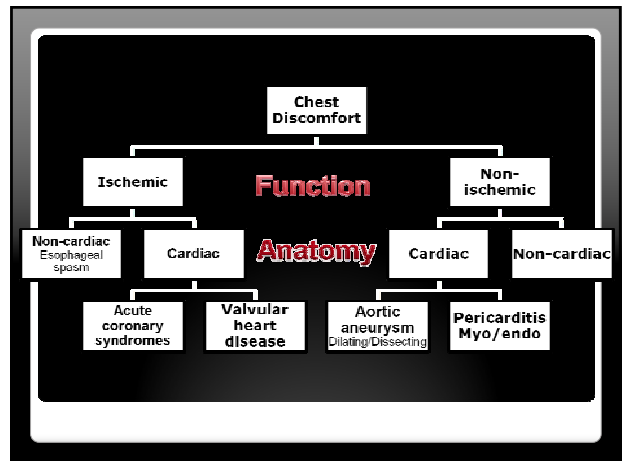 Chest
Discomfort
Ischemic
Function
Non-
ischemic
Non-cardiac
Esophageal
spasm
Cardiac
Anatomy
Cardiac
Non-cardiac
Acute
coronary
syndromes
Valvular
heart
disease
Aortic
aneurysm
Dilating/Dissecting
Pericarditis
Myo/endo